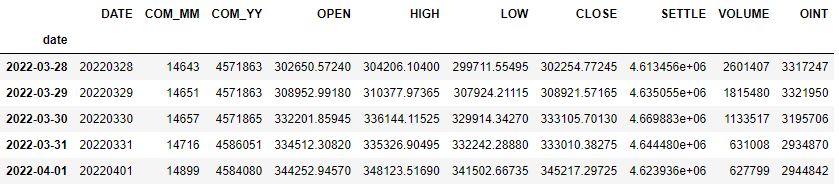 DATE COM_MM COM_YY OPEN HIGH LOW CLOSE SETTLE VOLUME OINT
date
2022-03-28 20220328 14643 4571863 302650.57240 304206.10400 299711.55495 302254.77245 4.613456e+06 2601407 3317247
2022-03-29 20220329 14651 4571863 308952.99180 310377.97365 307924.21115 308921.57165 4.635055e+06 1815480 3321950
2022-03-30 20220330 14657 4571865 332201.85945 336144.11525 329914.34270 333105.70130 4.669883e+06 1133517 3195706
2022-03-31 20220331 14716 4586051 334512.30820 335326.90495 332242.28880 333010.38275 4.644480e+06 631008 2934870
2022-04-01 20220401 14899 4584080 344252.94570 348123.51690 341502.66735 345217.29725 4.623936e+06 627799 2944842